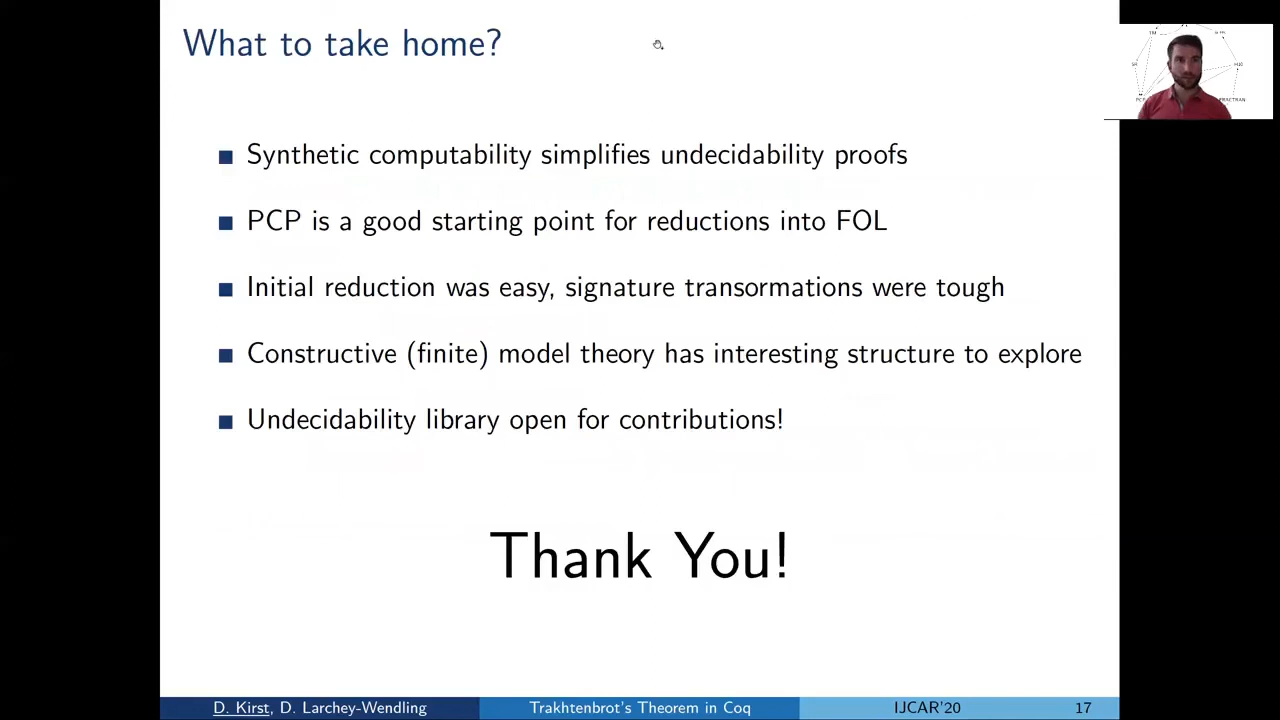 What to take home?
Synthetic computability simplifies undecidability proofs
PCP is a good starting point for reductions into FOL
Initial reduction was easy, signature transormations were tough
Constructive (finite) model theory has interesting structure to explore
Undecidability library open for contributions!
Thank You!
D. Kirst, D. Larchey-Wendling Trakhtenbrot's Theorem in Coq IJCAR'20 17